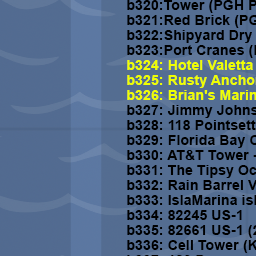 b320:Tower (PGH P
b321:Red Brick (PG
b322:Shipyard Dry
b323:Port Cranes (
b324: Hotel Valetta
b325: Rusty Ancho
b326: Brian's Marin
b327: Jimmy Johns
b328: 118 Pointsett
b329: Florida Bay
b330: AT&T Tower -
b331: The Tipsy Oc
b332: Rain Barrel V
b333: IslaMarina isl
b334: 82245 US-1
b335: 82661 US-1 (2
b336: Cell Tower (K